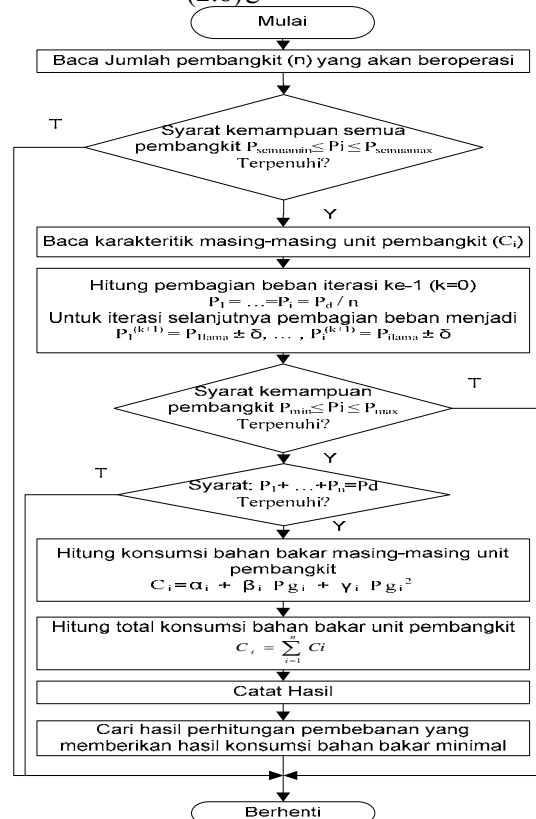 (2.6)g
Mulai
Baca Jumlah pembangkit (n) yang akan beroperasi
T
Syarat kemampuan semua
pembangkit Psemuamin≤ Pi ≤ Psemuamax
Terpenuhi?
Y
Baca karakteritik masing-masing unit pembangkit (Ci)
Hitung pembagian beban iterasi ke-1 (k=0)
P1 = ...=Pi = Pd / n
Untuk iterasi selanjutnya pembagian beban menjadi
P1(k+1) = P1lama ± δ, ... , Pi(k+1) = Pilama ± δ
Syarat kemampuan
pembangkit Pmin≤ Pi ≤ Pmax
Terpenuhi?
T
Y
T
Syarat: P1+ ...+Pn=Pd
Terpenuhi?
Y
Hitung konsumsi bahan bakar masing-masing unit
pembangkit
Ci=αi + βi Pgi + γi Pgi²
Hitung total konsumsi bahan bakar unit pembangkit
Ct = ∑ni=1 Ci
Catat Hasil
Cari hasil perhitungan pembebanan yang
memberikan hasil konsumsi bahan bakar minimal
Berhenti